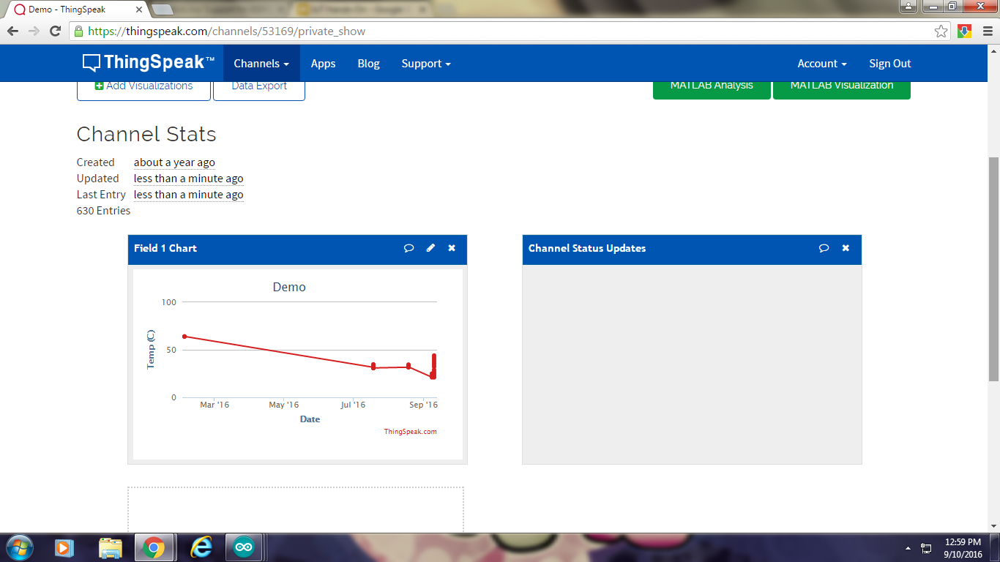 Demo - ThingSpeak
https://thingspeak.com/channels/53169/private_show
ThingSpeak™ Channels Apps Blog Support Account Sign Out
Add Visualizations Data Export MATLAB Analysis MATLAB Visualization
Channel Stats
Created about a year ago
Updated less than a minute ago
Last Entry less than a minute ago
630 Entries
Field 1 Chart
Demo
Temp (C)
100
50
0
Mar '16 May '16 Jul '16 Sep '16
Date
ThingSpeak.com
Channel Status Updates
12:59 PM
9/10/2016